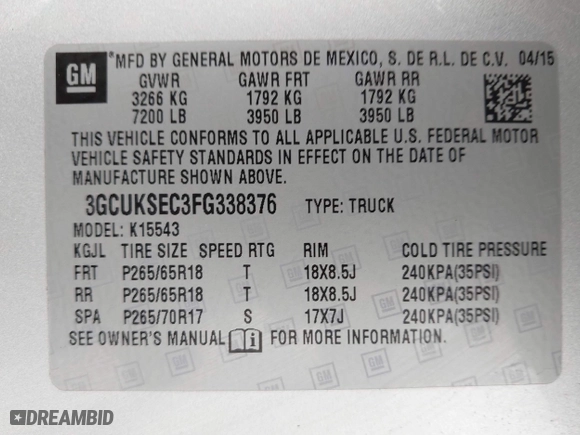 GM
*MFD BY GENERAL MOTORS DE MEXICO, S. DE R.L. DE C.V. 04/15
GVWR GAWR FRT GAWR RR
3266 KG 1792 KG 1792 KG
7200 LB 3950 LB 3950 LB
THIS VEHICLE CONFORMS TO ALL APPLICABLE U.S. FEDERAL MOTOR
VEHICLE SAFETY STANDARDS IN EFFECT ON THE DATE OF
MANUFACTURE SHOWN ABOVE.
3GCUKSEC3FG338376 TYPE: TRUCK
MODEL: K15543
KGJL TIRE SIZE SPEED RTG RIM COLD TIRE PRESSURE
FRT P265/65R18 T 18X8.5J 240KPA(35PSI)
RR P265/65R18 T 18X8.5J 240KPA(35PSI)
SPA P265/70R17 S 17X7J 240KPA(35PSI)
SEE OWNER'S MANUAL FOR MORE INFORMATION.
DREAMBID